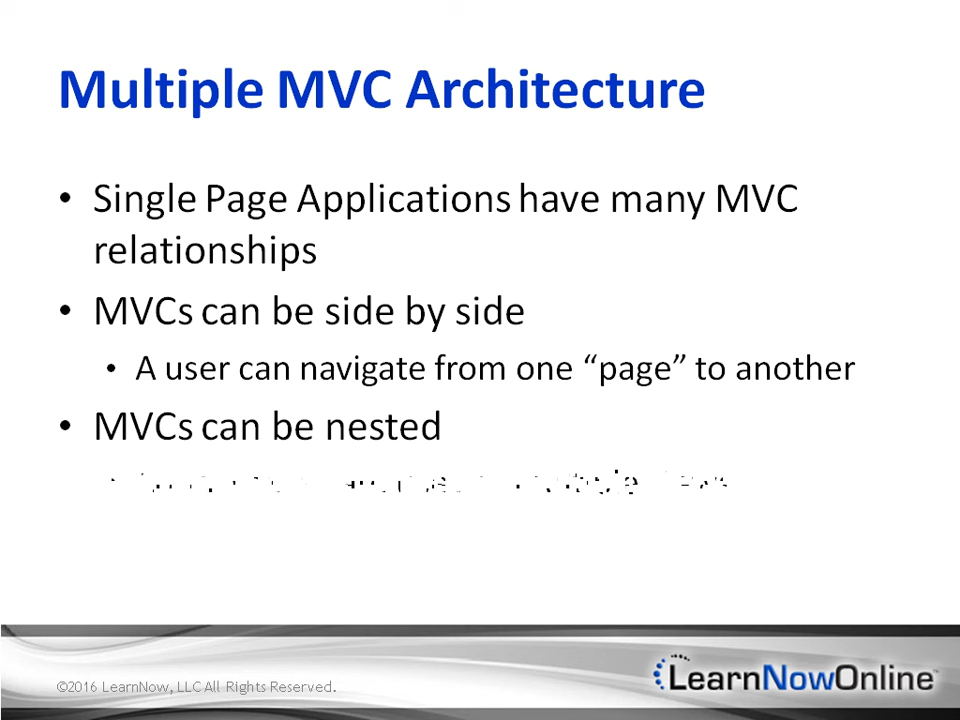 Multiple MVC Architecture
• Single Page Applications have many MVC
relationships
• MVCs can be side by side
• A user can navigate from one “page” to another
• MVCs can be nested
©2016 LearnNow, LLC All Rights Reserved.
LearnNowOnline™